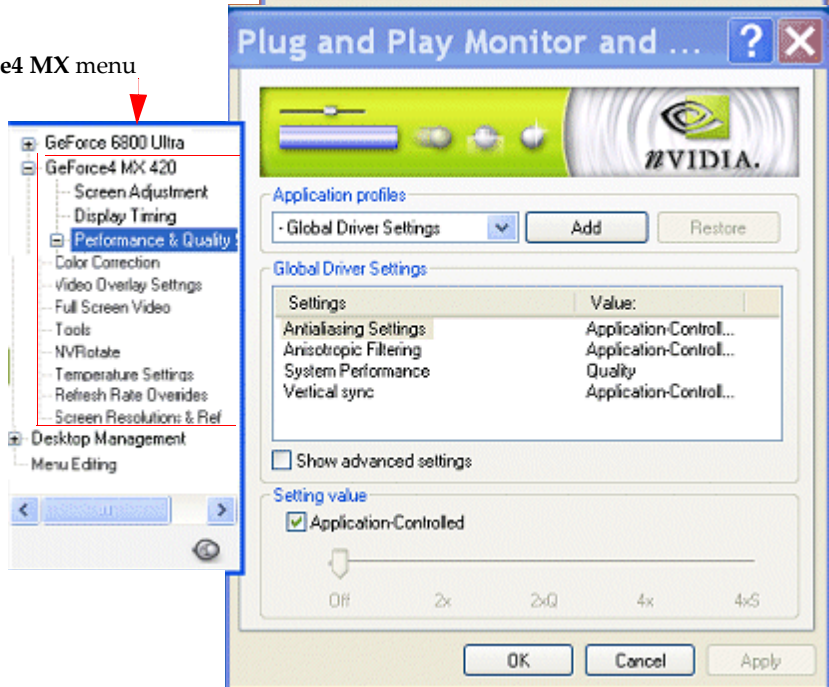 Plug and Play Monitor and ...
e4 MX menu
GeForce 6800 Ultra
GeForce4 MX 420
Screen Adjustment
Display Timing
Performance & Quality S
Color Correction
Video Overlay Settings
Full Screen Video
Tools
NVRotate
Temperature Settings
Refresh Rate Overrides
Screen Resolutions & Ref
Desktop Management
Menu Editing
nVIDIA.
Application profiles
- Global Driver Settings
Add
Restore
Global Driver Settings
Settings Value:
Antialiasing Settings Application-Controll...
Anisotropic Filtering Application-Controll...
System Performance Quality
Vertical sync Application-Controll...
Show advanced settings
Setting value
Application-Controlled
Off 2x 2xQ 4x 4xS
OK Cancel Apply